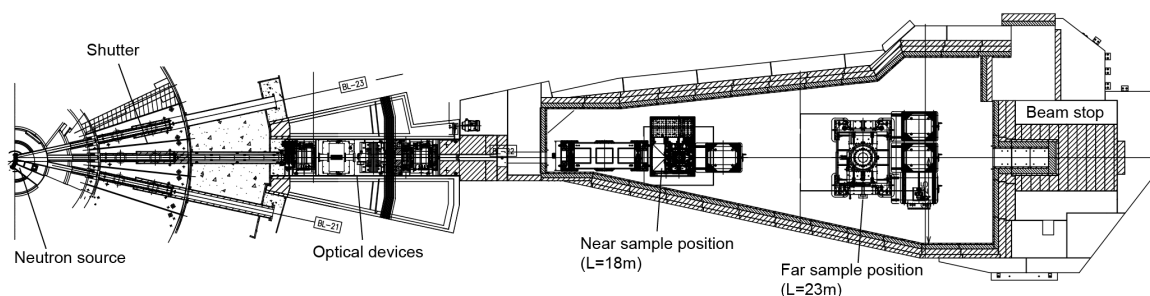 Shutter
BL-23
Beam stop
BL-21
Neutron source
Optical devices
Near sample position
(L=18m)
Far sample position
(L=23m)